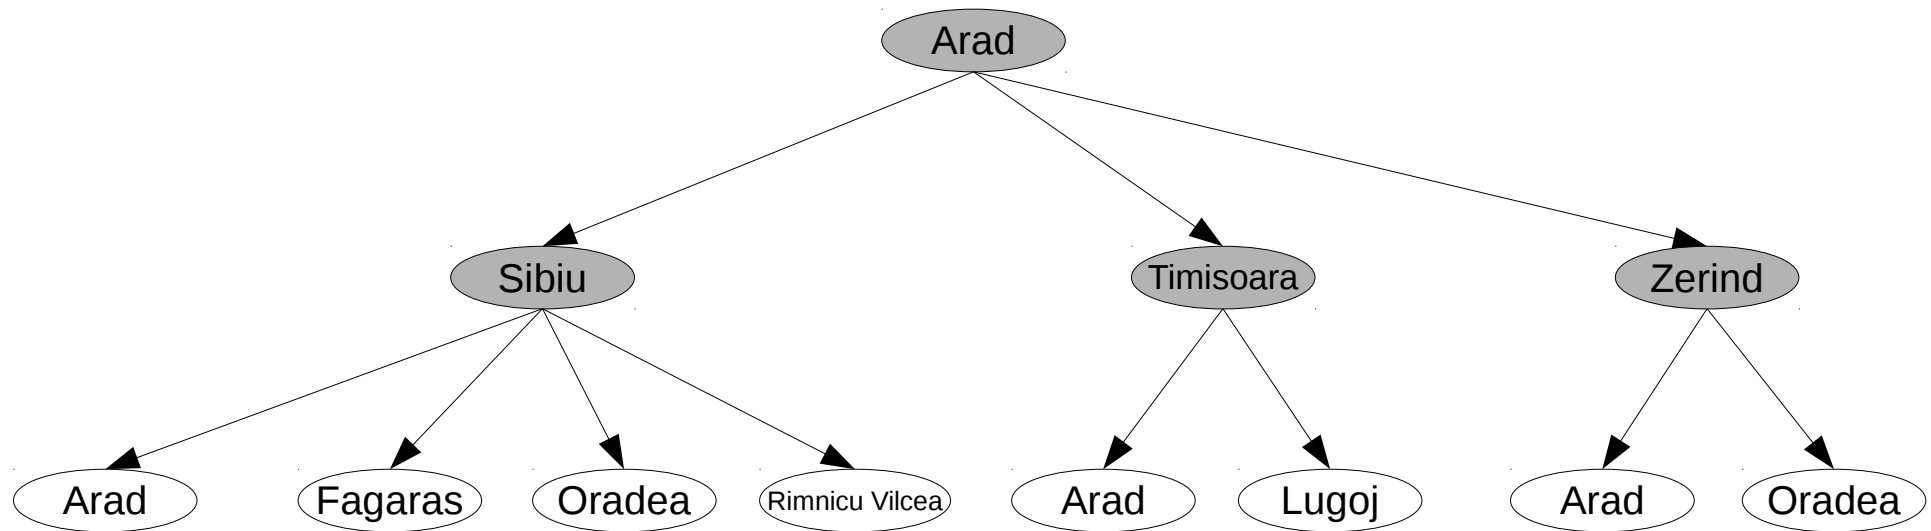 Arad
Sibiu
Timisoara
Zerind
Arad
Fagaras
Oradea
Rimnicu Vilcea
Arad
Lugoj
Arad
Oradea